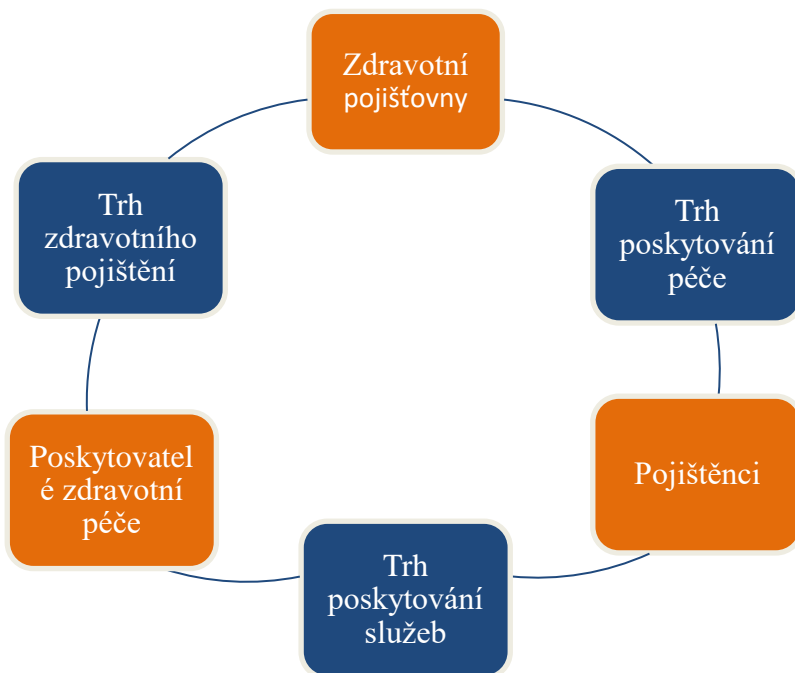 Zdravotní
pojišťovny
Trh
poskytování
péče
Pojištěnci
Trh
poskytování
služeb
Poskytovatel
é zdravotní
péče
Trh
zdravotního
pojištění